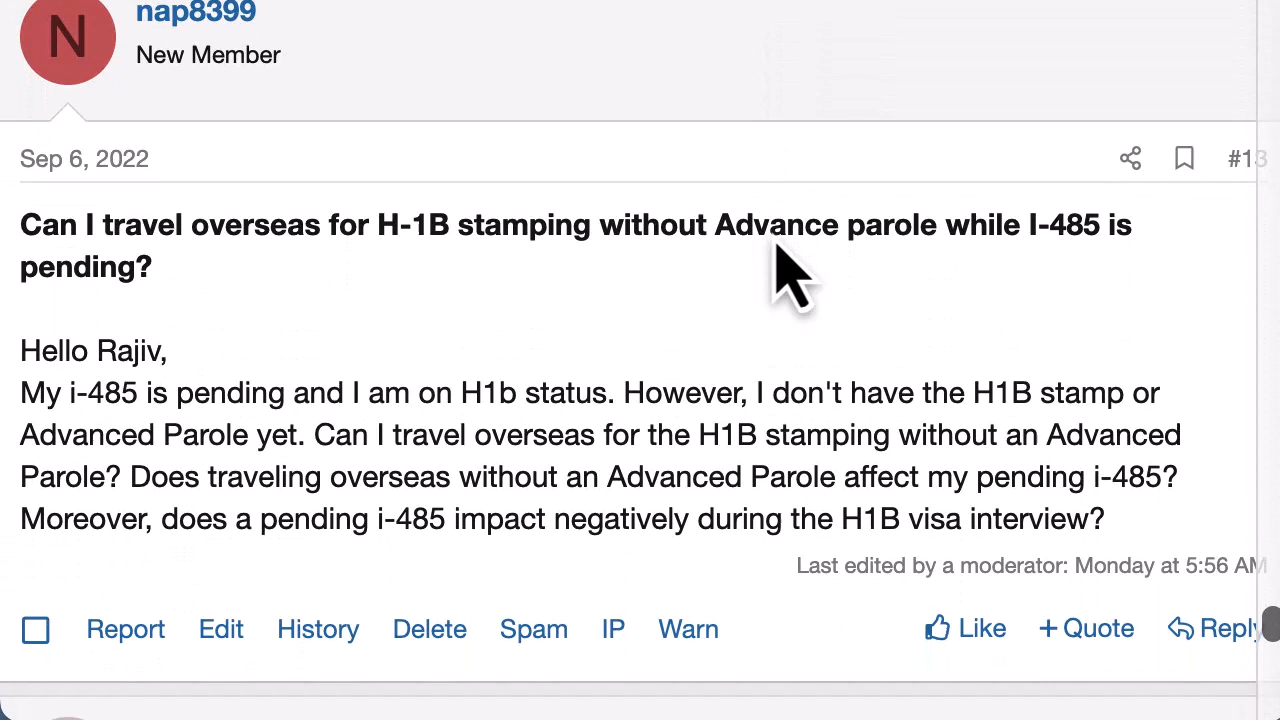 N
nap8399
New Member
Sep 6, 2022
#13
Can I travel overseas for H-1B stamping without Advance parole while I-485 is
pending?
Hello Rajiv,
My i-485 is pending and I am on H1b status. However, I don't have the H1B stamp or
Advanced Parole yet. Can I travel overseas for the H1B stamping without an Advanced
Parole? Does traveling overseas without an Advanced Parole affect my pending i-485?
Moreover, does a pending i-485 impact negatively during the H1B visa interview?
Last edited by a moderator: Monday at 5:56 AM
Report Edit History Delete Spam IP Warn Like + Quote Reply